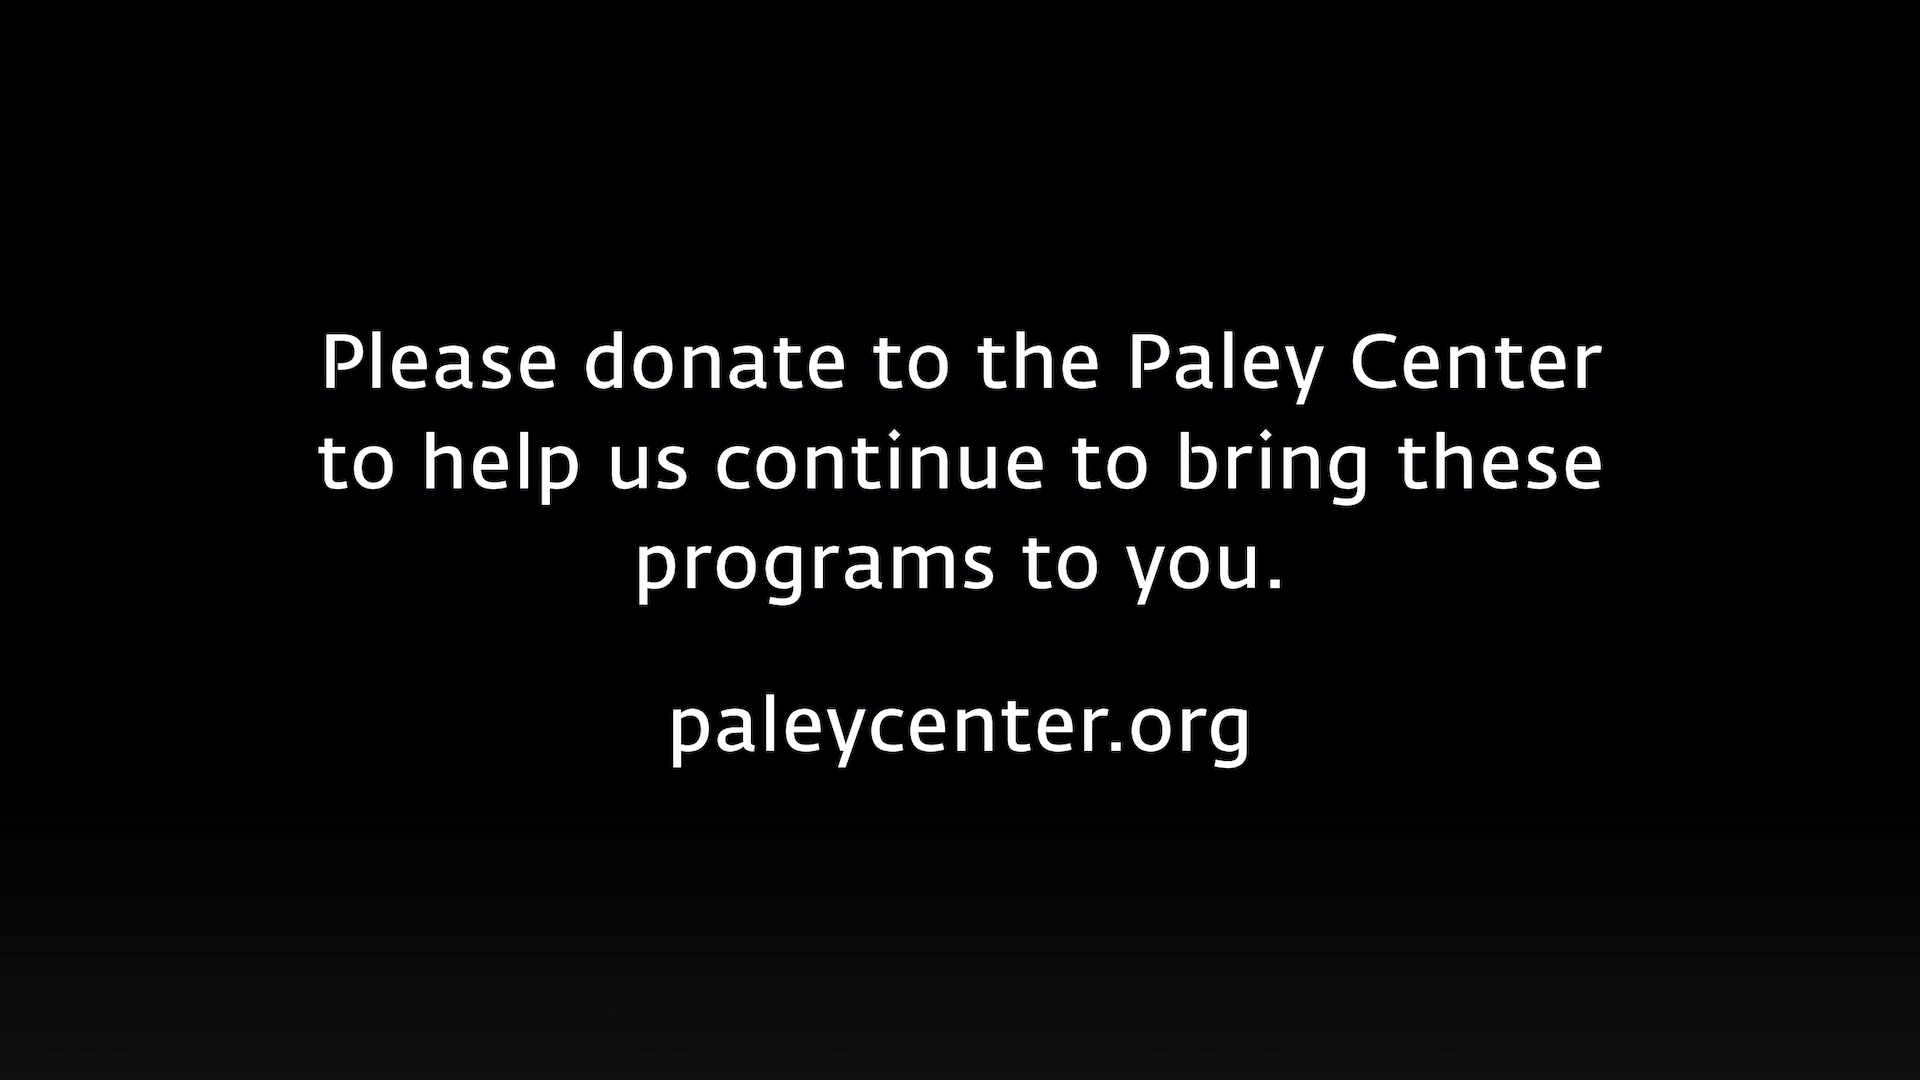 Please donate to the Paley Center
to help us continue to bring these
programs to you.
paleycenter.org